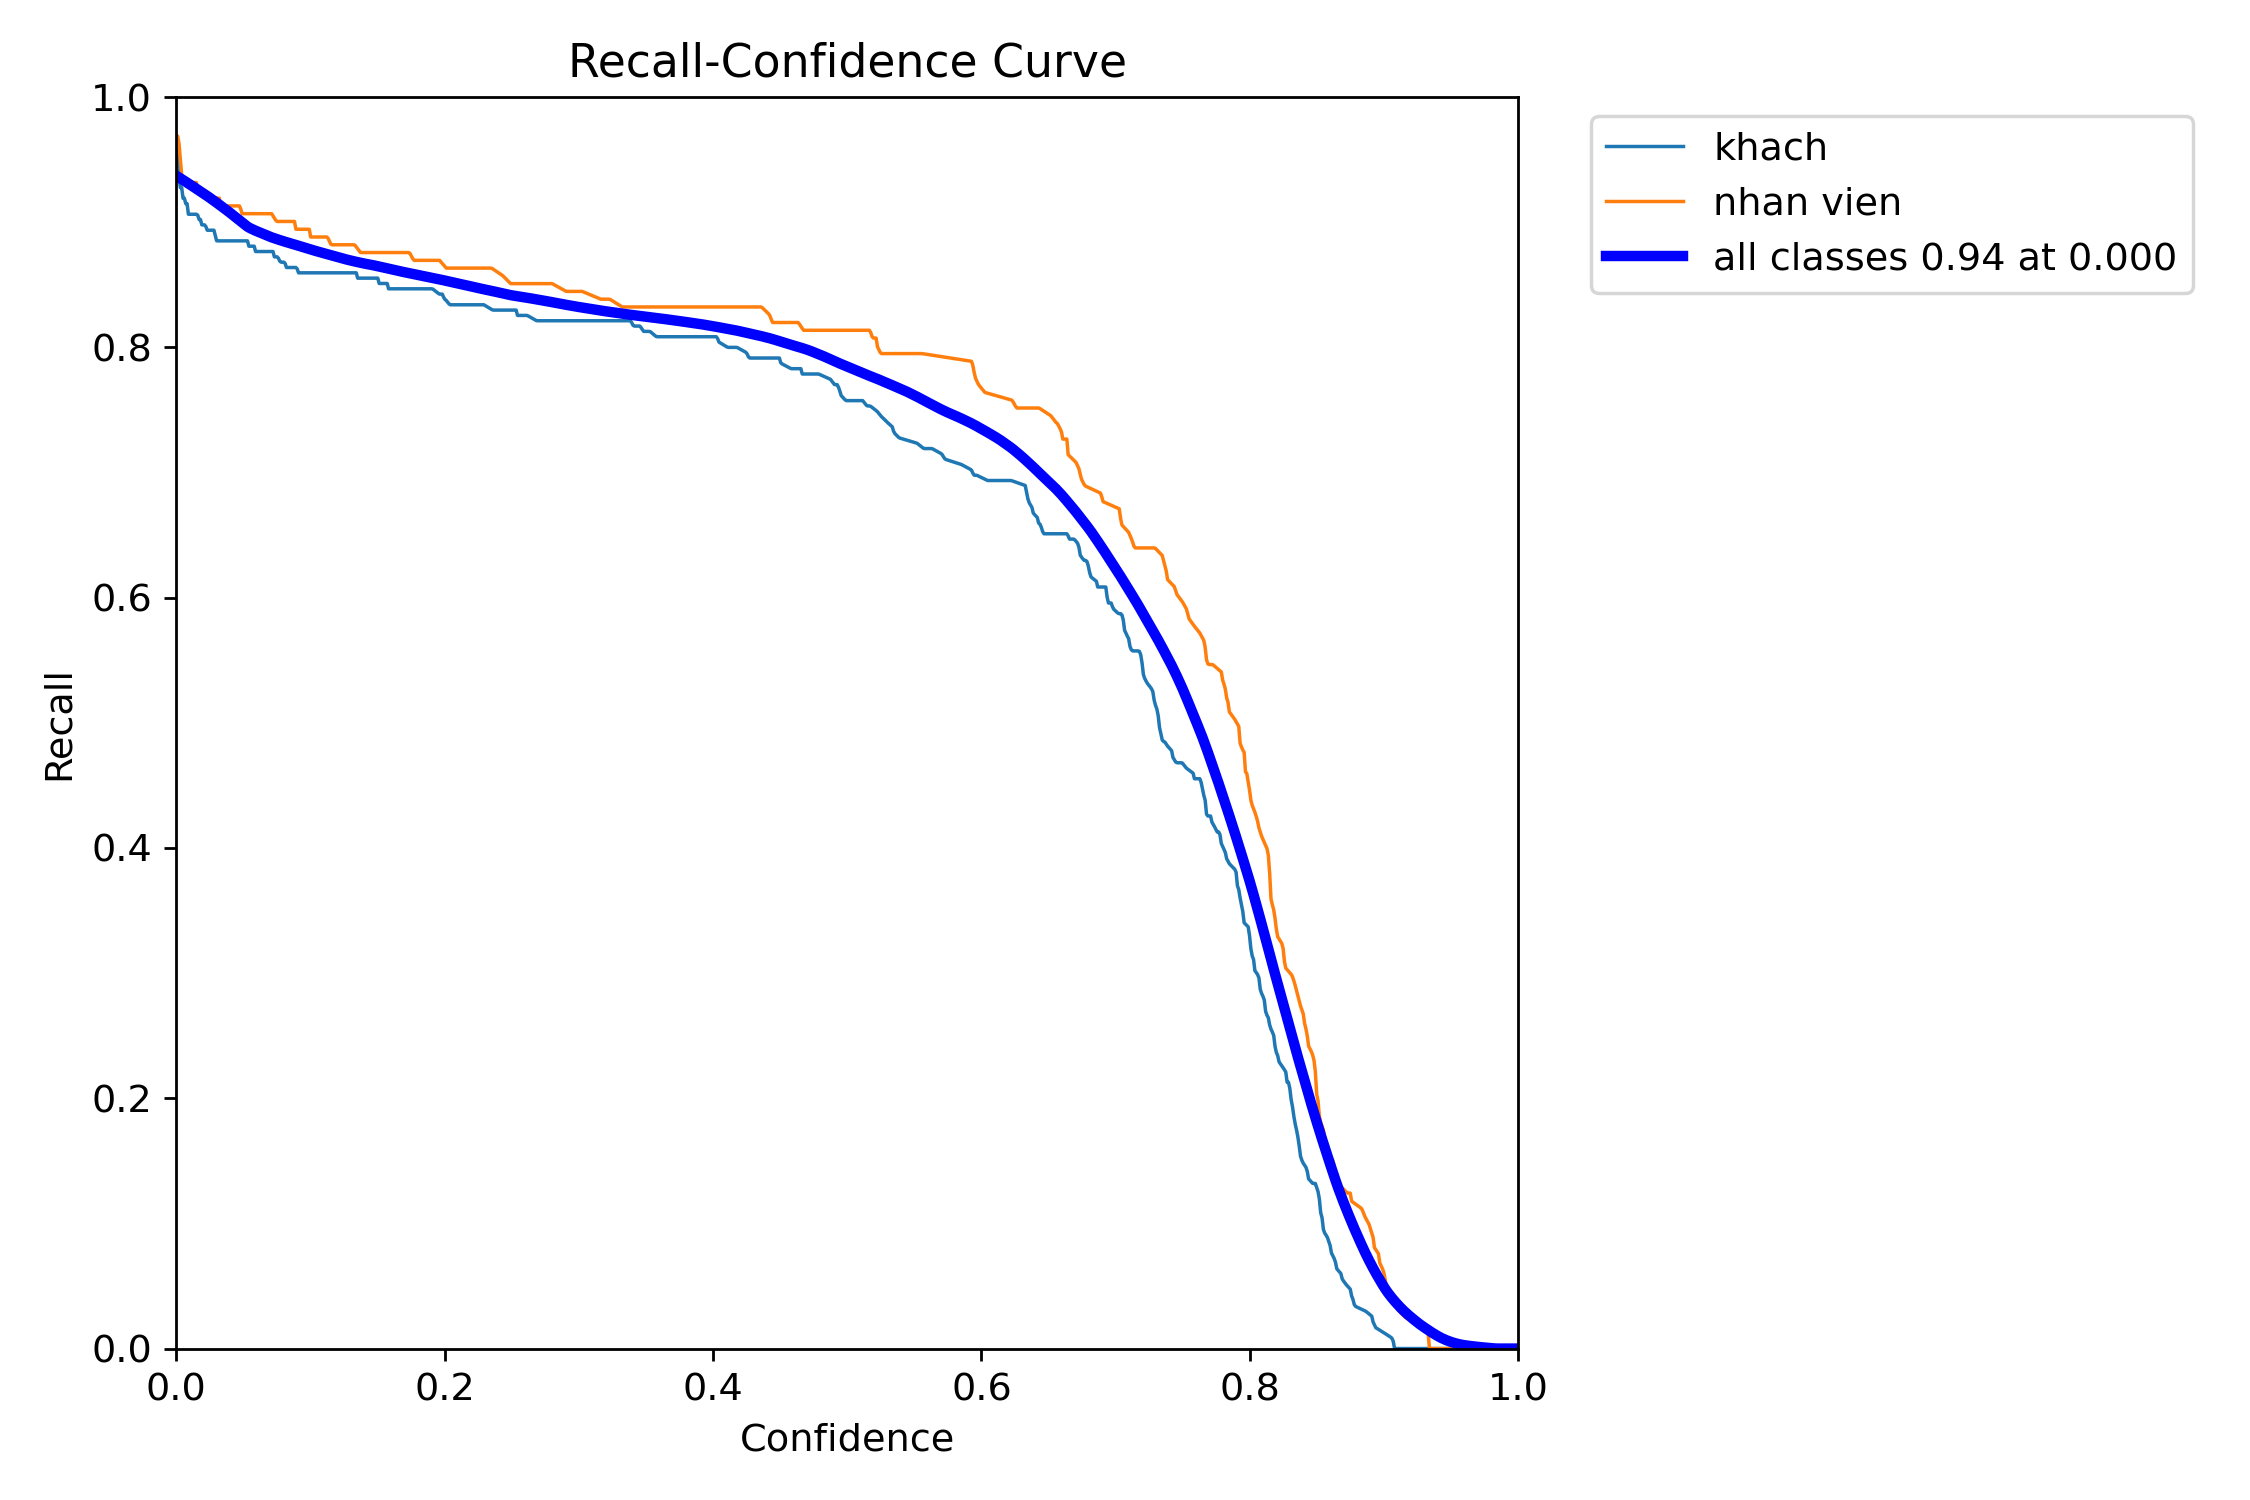 Recall-Confidence Curve
khach
nhan vien
all classes 0.94 at 0.000
Recall
1.0
0.8
0.6
0.4
0.2
0.0
0.0 0.2 0.4 0.6 0.8 1.0
Confidence